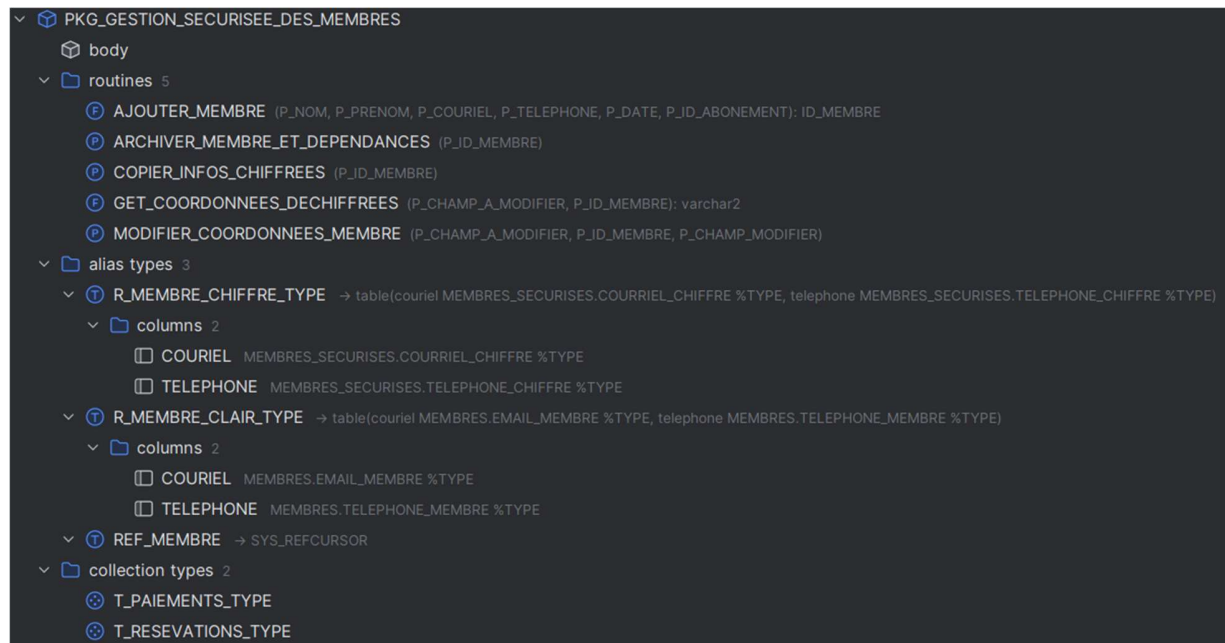 PKG_GESTION_SECURISEE_DES_MEMBRES
body
routines 5
AJOUTER_MEMBRE (P_NOM, P_PRENOM, P_COURIEL, P_TELEPHONE, P_DATE, P_ID_ABONEMENT): ID_MEMBRE
ARCHIVER_MEMBRE_ET_DEPENDANCES (P_ID_MEMBRE)
COPIER_INFOS_CHIFFREES (P_ID_MEMBRE)
GET_COORDONNEES_DECHIFFREES (P_CHAMP_A_MODIFIER, P_ID_MEMBRE): varchar2
MODIFIER_COORDONNEES_MEMBRE (P_CHAMP_A_MODIFIER, P_ID_MEMBRE, P_CHAMP_MODIFIER)
alias types 3
R_MEMBRE_CHIFFRE_TYPE → table(couriel MEMBRES_SECURISES.COURRIEL_CHIFFRE %TYPE, telephone MEMBRES_SECURISES.TELEPHONE_CHIFFRE %TYPE)
columns 2
COURIEL MEMBRES_SECURISES.COURRIEL_CHIFFRE %TYPE
TELEPHONE MEMBRES_SECURISES.TELEPHONE_CHIFFRE %TYPE
R_MEMBRE_CLAIR_TYPE → table(couriel MEMBRES.EMAIL_MEMBRE %TYPE, telephone MEMBRES.TELEPHONE_MEMBRE %TYPE)
columns 2
COURIEL MEMBRES.EMAIL_MEMBRE %TYPE
TELEPHONE MEMBRES.TELEPHONE_MEMBRE %TYPE
REF_MEMBRE → SYS_REFCURSOR
collection types 2
T_PAIEMENTS_TYPE
T_RESEVATIONS_TYPE